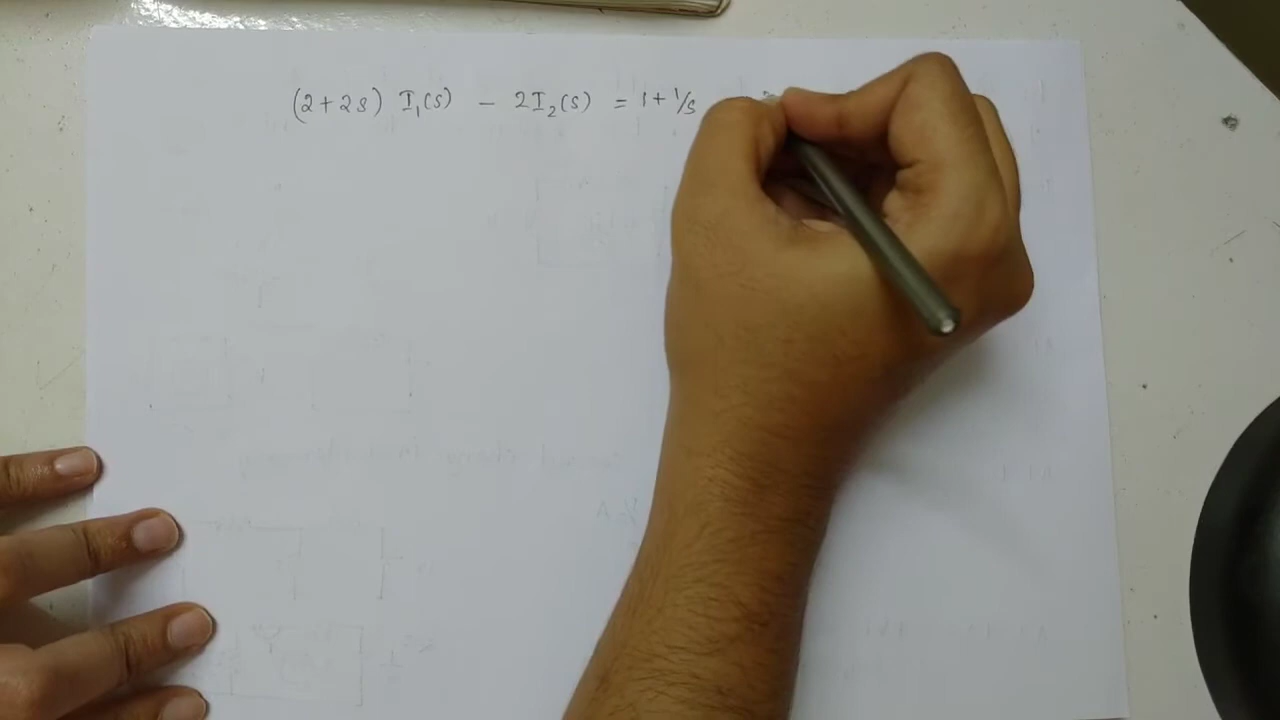 (2+2s) I₁(s) − 2I₂(s) = 1+1/s